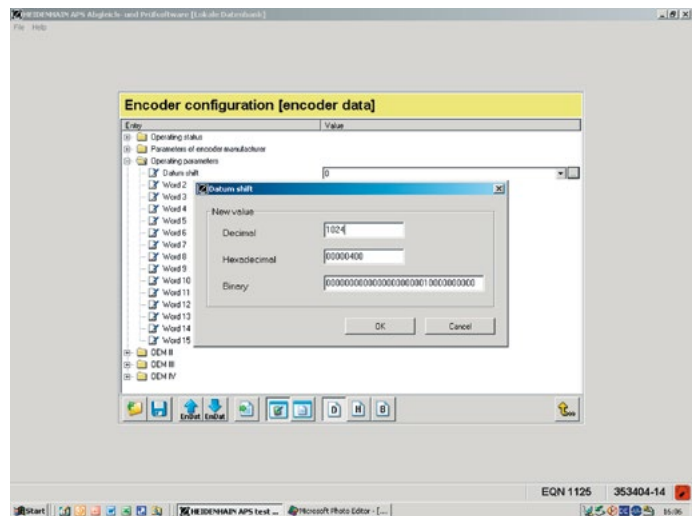 HEIDENHAIN APS Abgleich- und Prüfsoftware [Lokale Datenbank]
File Help
Encoder configuration [encoder data]
Entry Value
Operating status
Parameters of encoder manufacturer
Operating parameters
Datum shift 0
Word 2
Word 3
Word 4
Word 5
Word 6
Word 7
Word 8
Word 9
Word 10
Word 11
Word 12
Word 13
Word 14
Word 15
OEM II
OEM III
OEM IV
Datum shift
New value
Decimal 1024
Hexadecimal 00000400
Binary
OK Cancel
EnDat EnDat D H B
EQN 1125 353404-14
Start HEIDENHAIN APS test ... Microsoft Photo Editor - [... 15:06